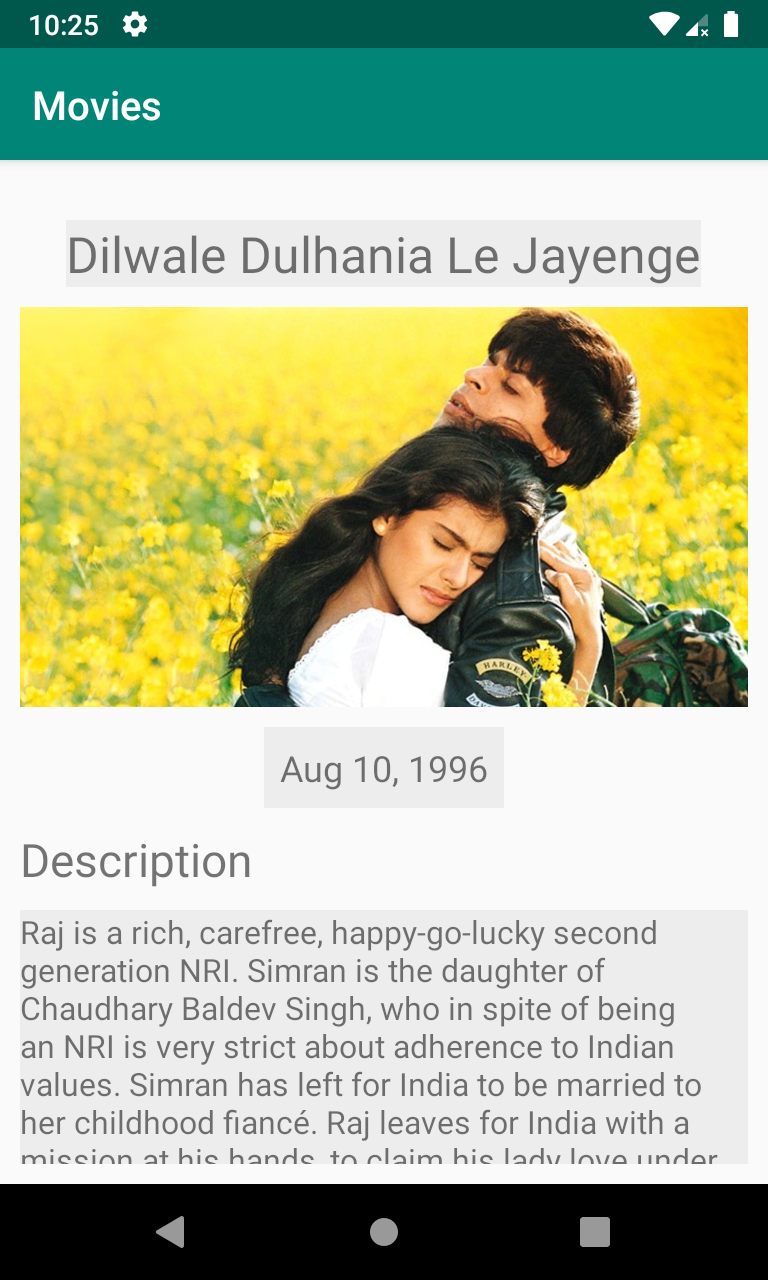 10:25
Movies
Dilwale Dulhania Le Jayenge
HARLEY
Aug 10, 1996
Description
Raj is a rich, carefree, happy-go-lucky second
generation NRI. Simran is the daughter of
Chaudhary Baldev Singh, who in spite of being
an NRI is very strict about adherence to Indian
values. Simran has left for India to be married to
her childhood fiancé. Raj leaves for India with a
mission at his hands, to claim his lady love under